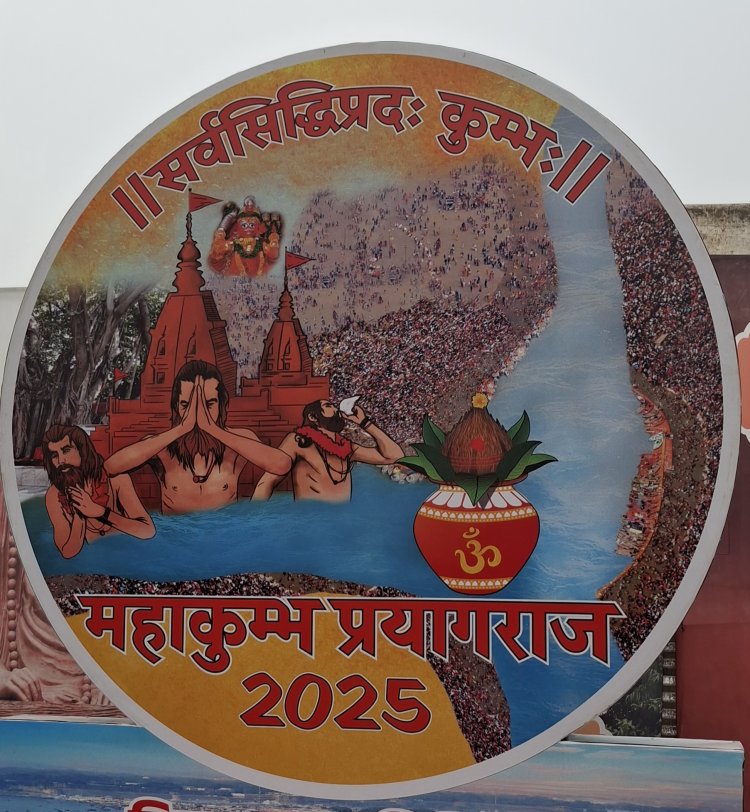 ॥सर्वसिद्धिप्रदः कुम्भः॥
ॐ
महाकुम्भ प्रयागराज
2025